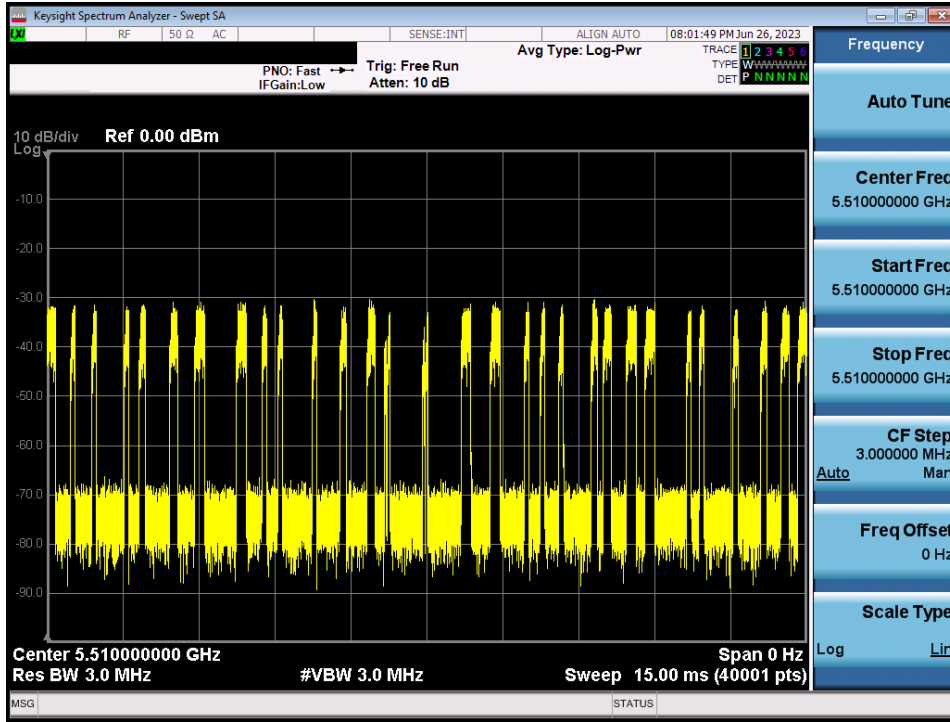 Keysight Spectrum Analyzer - Swept SA
LXI RF 50 Ω AC SENSE:INT ALIGN AUTO 08:01:49 PM Jun 26, 2023
Avg Type: Log-Pwr TRACE 1 2 3 4 5 6
PNO: Fast Trig: Free Run TYPE W W W W W W
IFGain:Low Atten: 10 dB DET P N N N N N
10 dB/div Ref 0.00 dBm
Log
-10.0
-20.0
-30.0
-40.0
-50.0
-60.0
-70.0
-80.0
-90.0
Center 5.510000000 GHz Span 0 Hz
Res BW 3.0 MHz #VBW 3.0 MHz Sweep 15.00 ms (40001 pts)
MSG STATUS
Frequency
Auto Tune
Center Freq
5.510000000 GHz
Start Freq
5.510000000 GHz
Stop Freq
5.510000000 GHz
CF Step
3.000000 MHz
Auto Man
Freq Offset
0 Hz
Scale Type
Log Lin